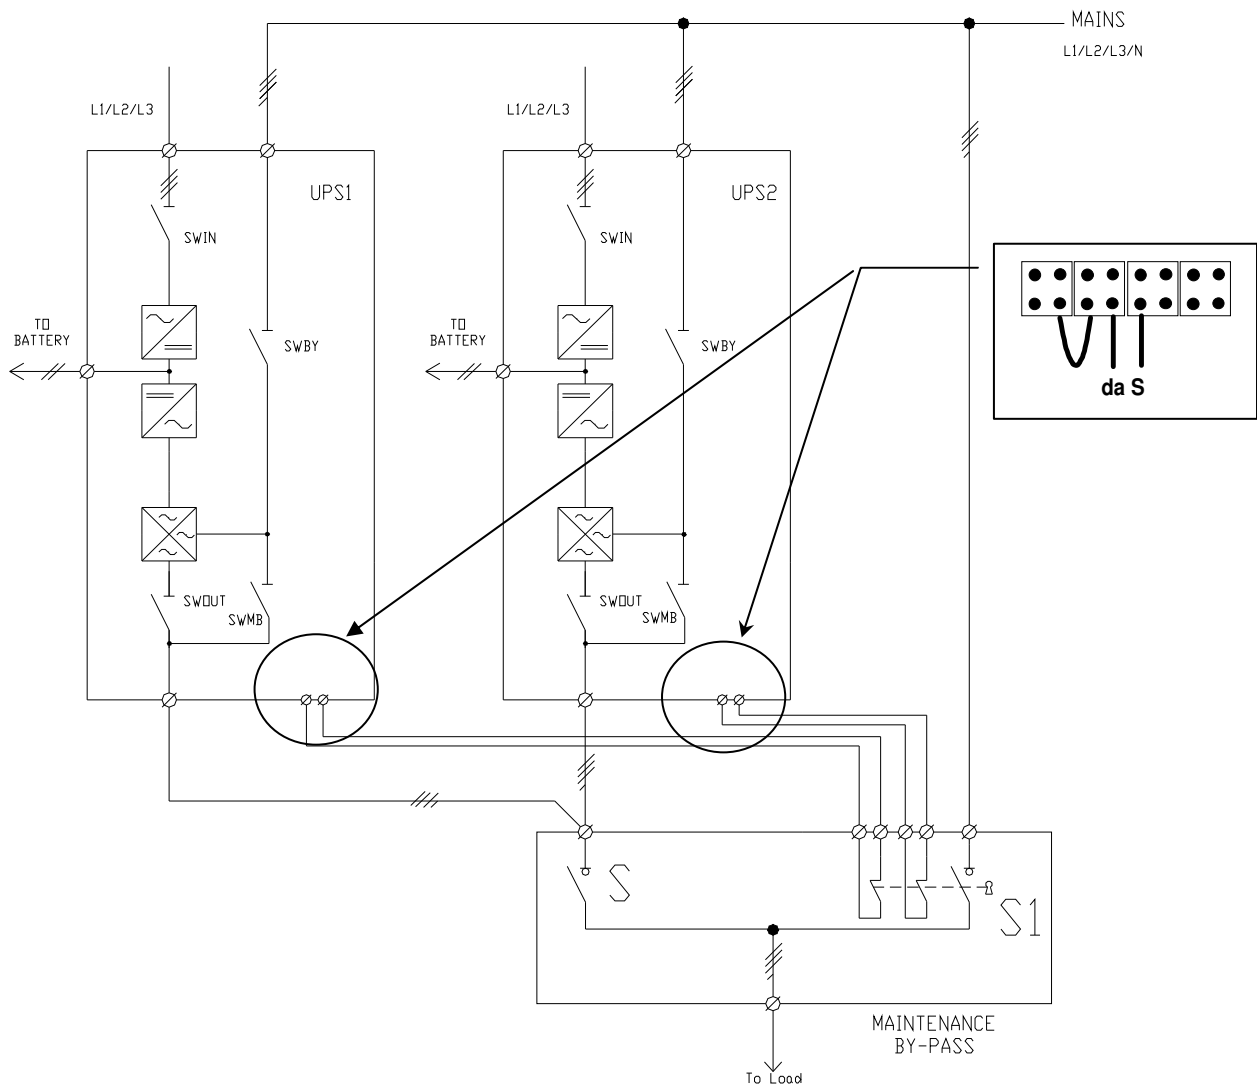 MAINS
L1/L2/L3/N
L1/L2/L3
L1/L2/L3
UPS1
UPS2
SWIN
SWIN
TO
BATTERY
TO
BATTERY
SWBY
SWBY
da S
SWOUT
SWMB
SWOUT
SWMB
S
S1
MAINTENANCE
BY-PASS
To Load